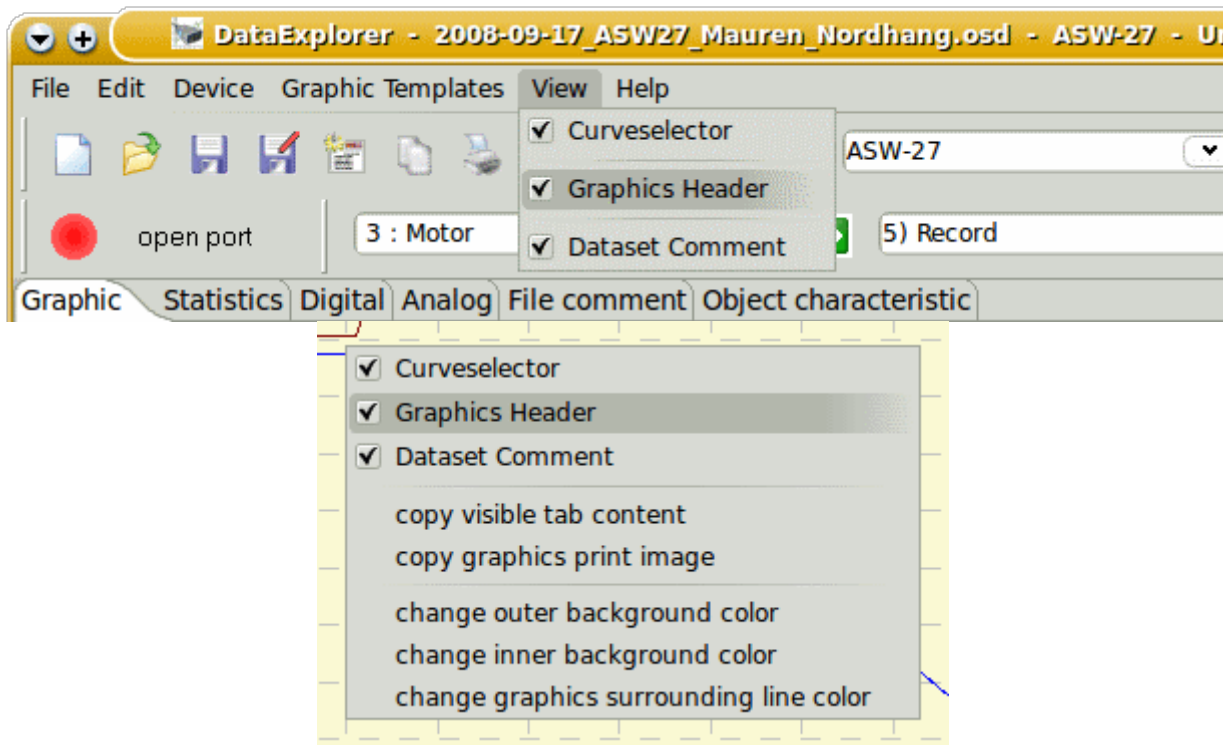 DataExplorer - 2008-09-17_ASW27_Mauren_Nordhang.osd - ASW-27 - Un
File Edit Device Graphic Templates View Help
Curveselector
ASW-27
Graphics Header
open port
3 : Motor
5) Record
Dataset Comment
Graphic Statistics Digital Analog File comment Object characteristic
Curveselector
Graphics Header
Dataset Comment
copy visible tab content
copy graphics print image
change outer background color
change inner background color
change graphics surrounding line color